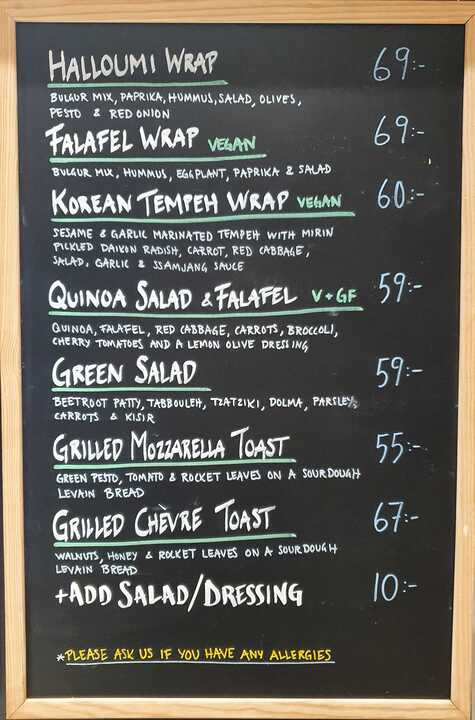 HALLOUMI WRAP 69:-
BULGUR MIX, PAPRIKA, HUMMUS, SALAD, OLIVES,
PESTO & RED ONION
FALAFEL WRAP VEGAN 69:-
BULGUR MIX, HUMMUS, EGGPLANT, PAPRIKA & SALAD
KOREAN TEMPEH WRAP VEGAN 60:-
SESAME & GARLIC MARINATED TEMPEH WITH MIRIN
PICKLED DAIKON RADISH, CARROT, RED CABBAGE,
SALAD, GARLIC & SSAMJANG SAUCE
QUINOA SALAD & FALAFEL V+GF 59:-
QUINOA, FALAFEL, RED CABBAGE, CARROTS, BROCCOLI,
CHERRY TOMATOES AND A LEMON OLIVE DRESSING
GREEN SALAD 59:-
BEETROOT PATTY, TABBOULEH, TZATZIKI, DOLMA, PARSLEY,
CARROTS & KISIR
GRILLED MOZZARELLA TOAST 55:-
GREEN PESTO, TOMATO & ROCKET LEAVES ON A SOURDOUGH
LEVAIN BREAD
GRILLED CHÈVRE TOAST 67:-
WALNUTS, HONEY & ROCKET LEAVES ON A SOURDOUGH
LEVAIN BREAD
+ADD SALAD/DRESSING 10:-
*PLEASE ASK US IF YOU HAVE ANY ALLERGIES